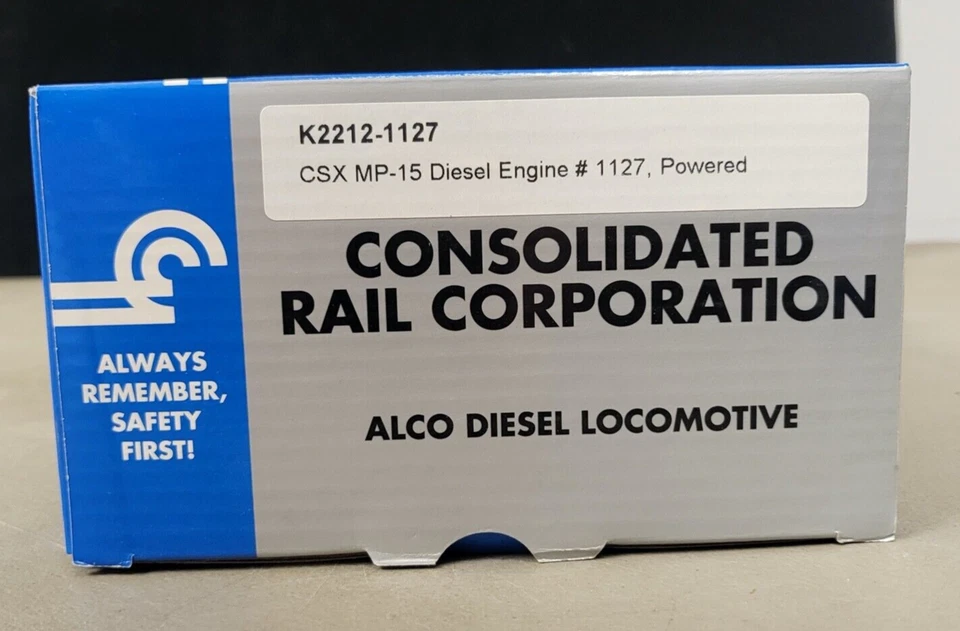 K2212-1127
CSX MP-15 Diesel Engine # 1127, Powered
CONSOLIDATED
RAIL CORPORATION
ALCO DIESEL LOCOMOTIVE
ALWAYS
REMEMBER,
SAFETY
FIRST!